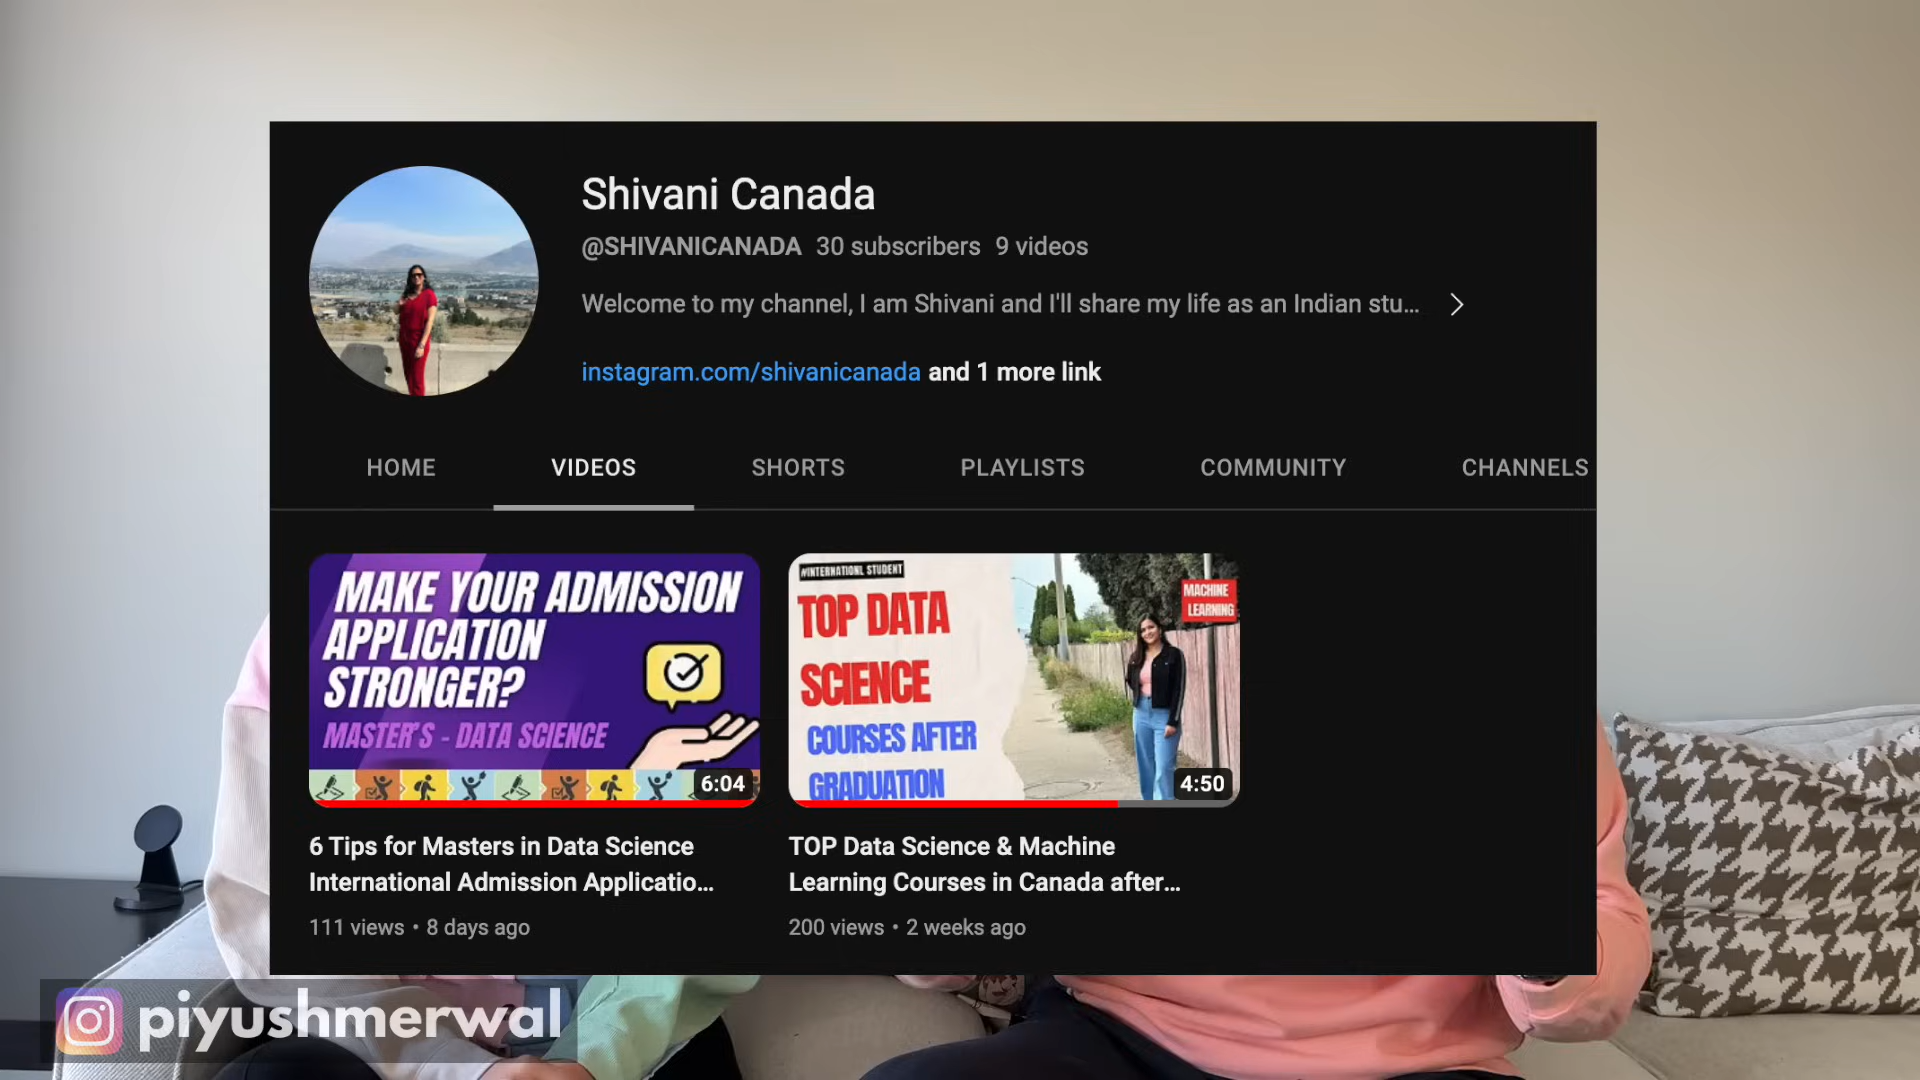 Shivani Canada
@SHIVANICANADA 30 subscribers 9 videos
Welcome to my channel, I am Shivani and I'll share my life as an Indian stu...
instagram.com/shivanicanada and 1 more link
HOME VIDEOS SHORTS PLAYLISTS COMMUNITY CHANNELS
MAKE YOUR ADMISSION
APPLICATION
STRONGER?
MASTER'S - DATA SCIENCE
6:04
#INTERNATIONL STUDENT
TOP DATA
SCIENCE
COURSES AFTER
GRADUATION
MACHINE
LEARNING
4:50
6 Tips for Masters in Data Science
International Admission Applicatio...
111 views • 8 days ago
TOP Data Science & Machine
Learning Courses in Canada after...
200 views • 2 weeks ago
piyushmerwal